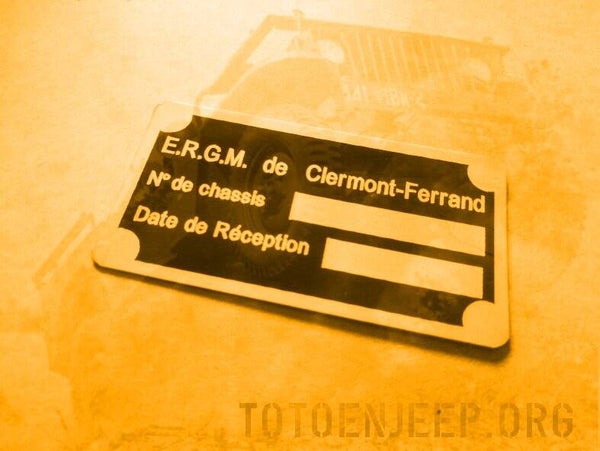 E.R.G.M. de Clermont-Ferrand
N° de chassis
Date de Réception
TOTOENJEEP.ORG